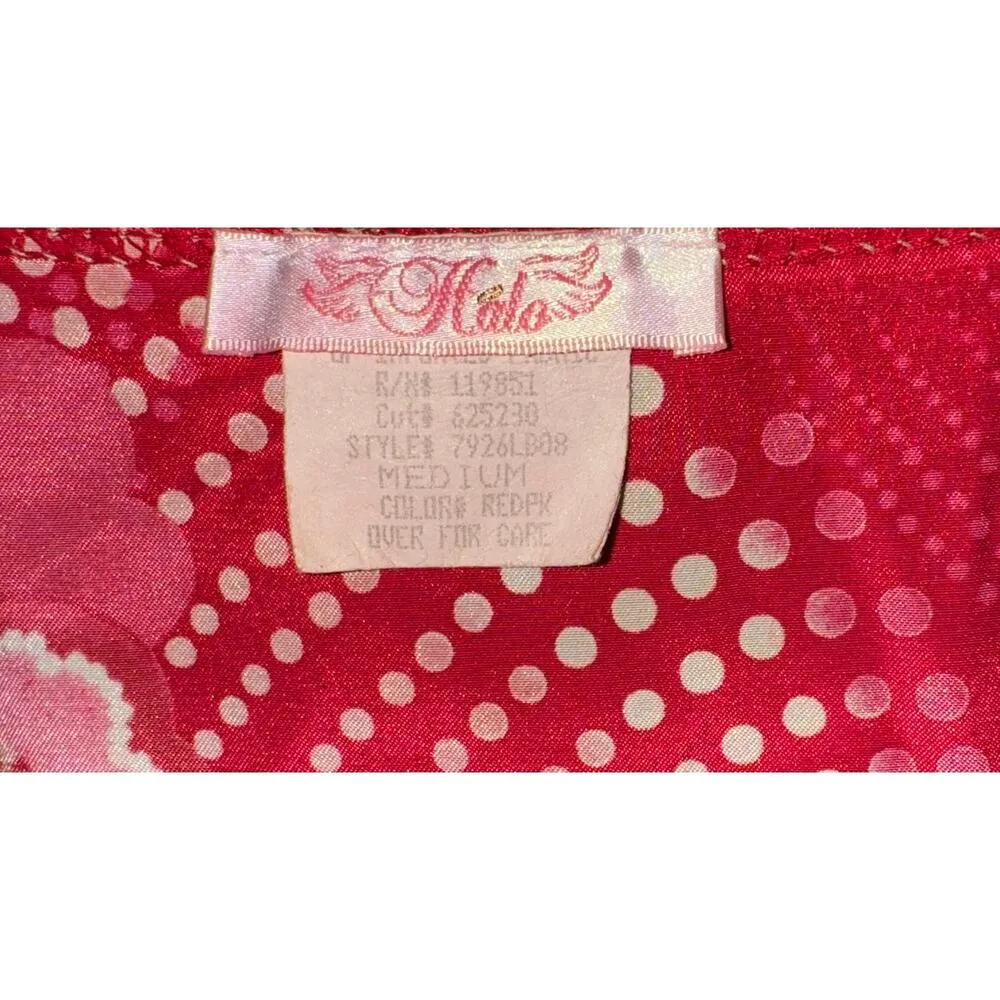 Halo
R/N# 119851
Cut# 625230
STYLE# 7926LB08
MEDIUM
COLOR# REDPK
OVER FOR CARE